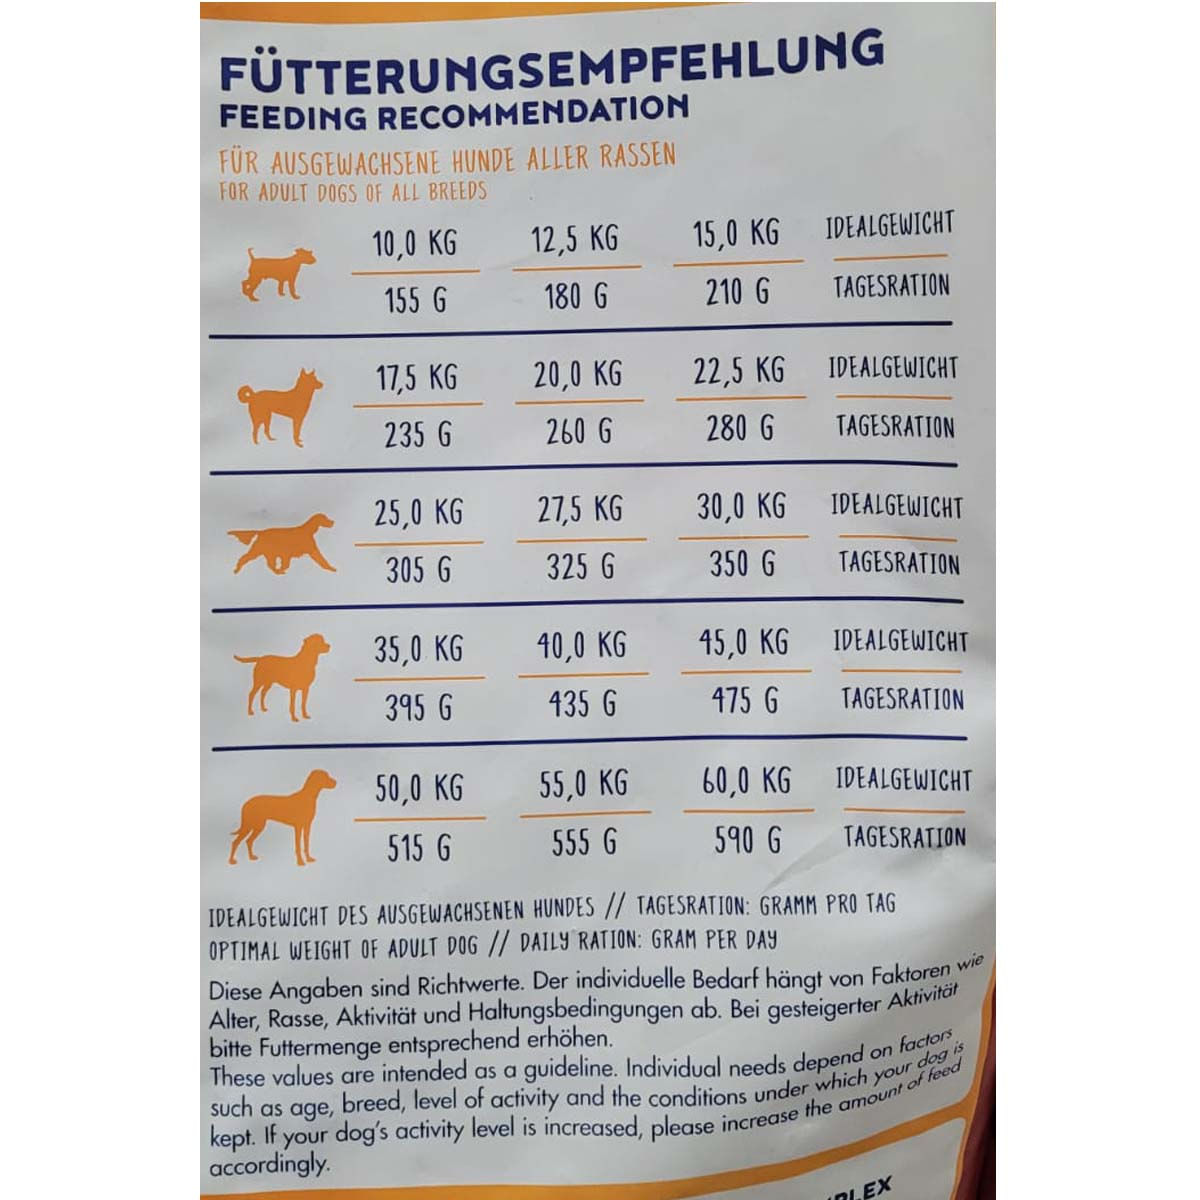 FÜTTERUNGSEMPFEHLUNG
FEEDING RECOMMENDATION
FÜR AUSGEWACHSENE HUNDE ALLER RASSEN
FOR ADULT DOGS OF ALL BREEDS
10,0 KG 12,5 KG 15,0 KG IDEALGEWICHT
155 G 180 G 210 G TAGESRATION
17,5 KG 20,0 KG 22,5 KG IDEALGEWICHT
235 G 260 G 280 G TAGESRATION
25,0 KG 27,5 KG 30,0 KG IDEALGEWICHT
305 G 325 G 350 G TAGESRATION
35,0 KG 40,0 KG 45,0 KG IDEALGEWICHT
395 G 435 G 475 G TAGESRATION
50,0 KG 55,0 KG 60,0 KG IDEALGEWICHT
515 G 555 G 590 G TAGESRATION
IDEALGEWICHT DES AUSGEWACHSENEN HUNDES // TAGESRATION: GRAMM PRO TAG
OPTIMAL WEIGHT OF ADULT DOG // DAILY RATION: GRAM PER DAY
Diese Angaben sind Richtwerte. Der individuelle Bedarf hängt von Faktoren wie
Alter, Rasse, Aktivität und Haltungsbedingungen ab. Bei gesteigerter Aktivität
bitte Futtermenge entsprechend erhöhen.
These values are intended as a guideline. Individual needs depend on factors
such as age, breed, level of activity and the conditions under which your dog is
kept. If your dog's activity level is increased, please increase the amount of feed
accordingly.